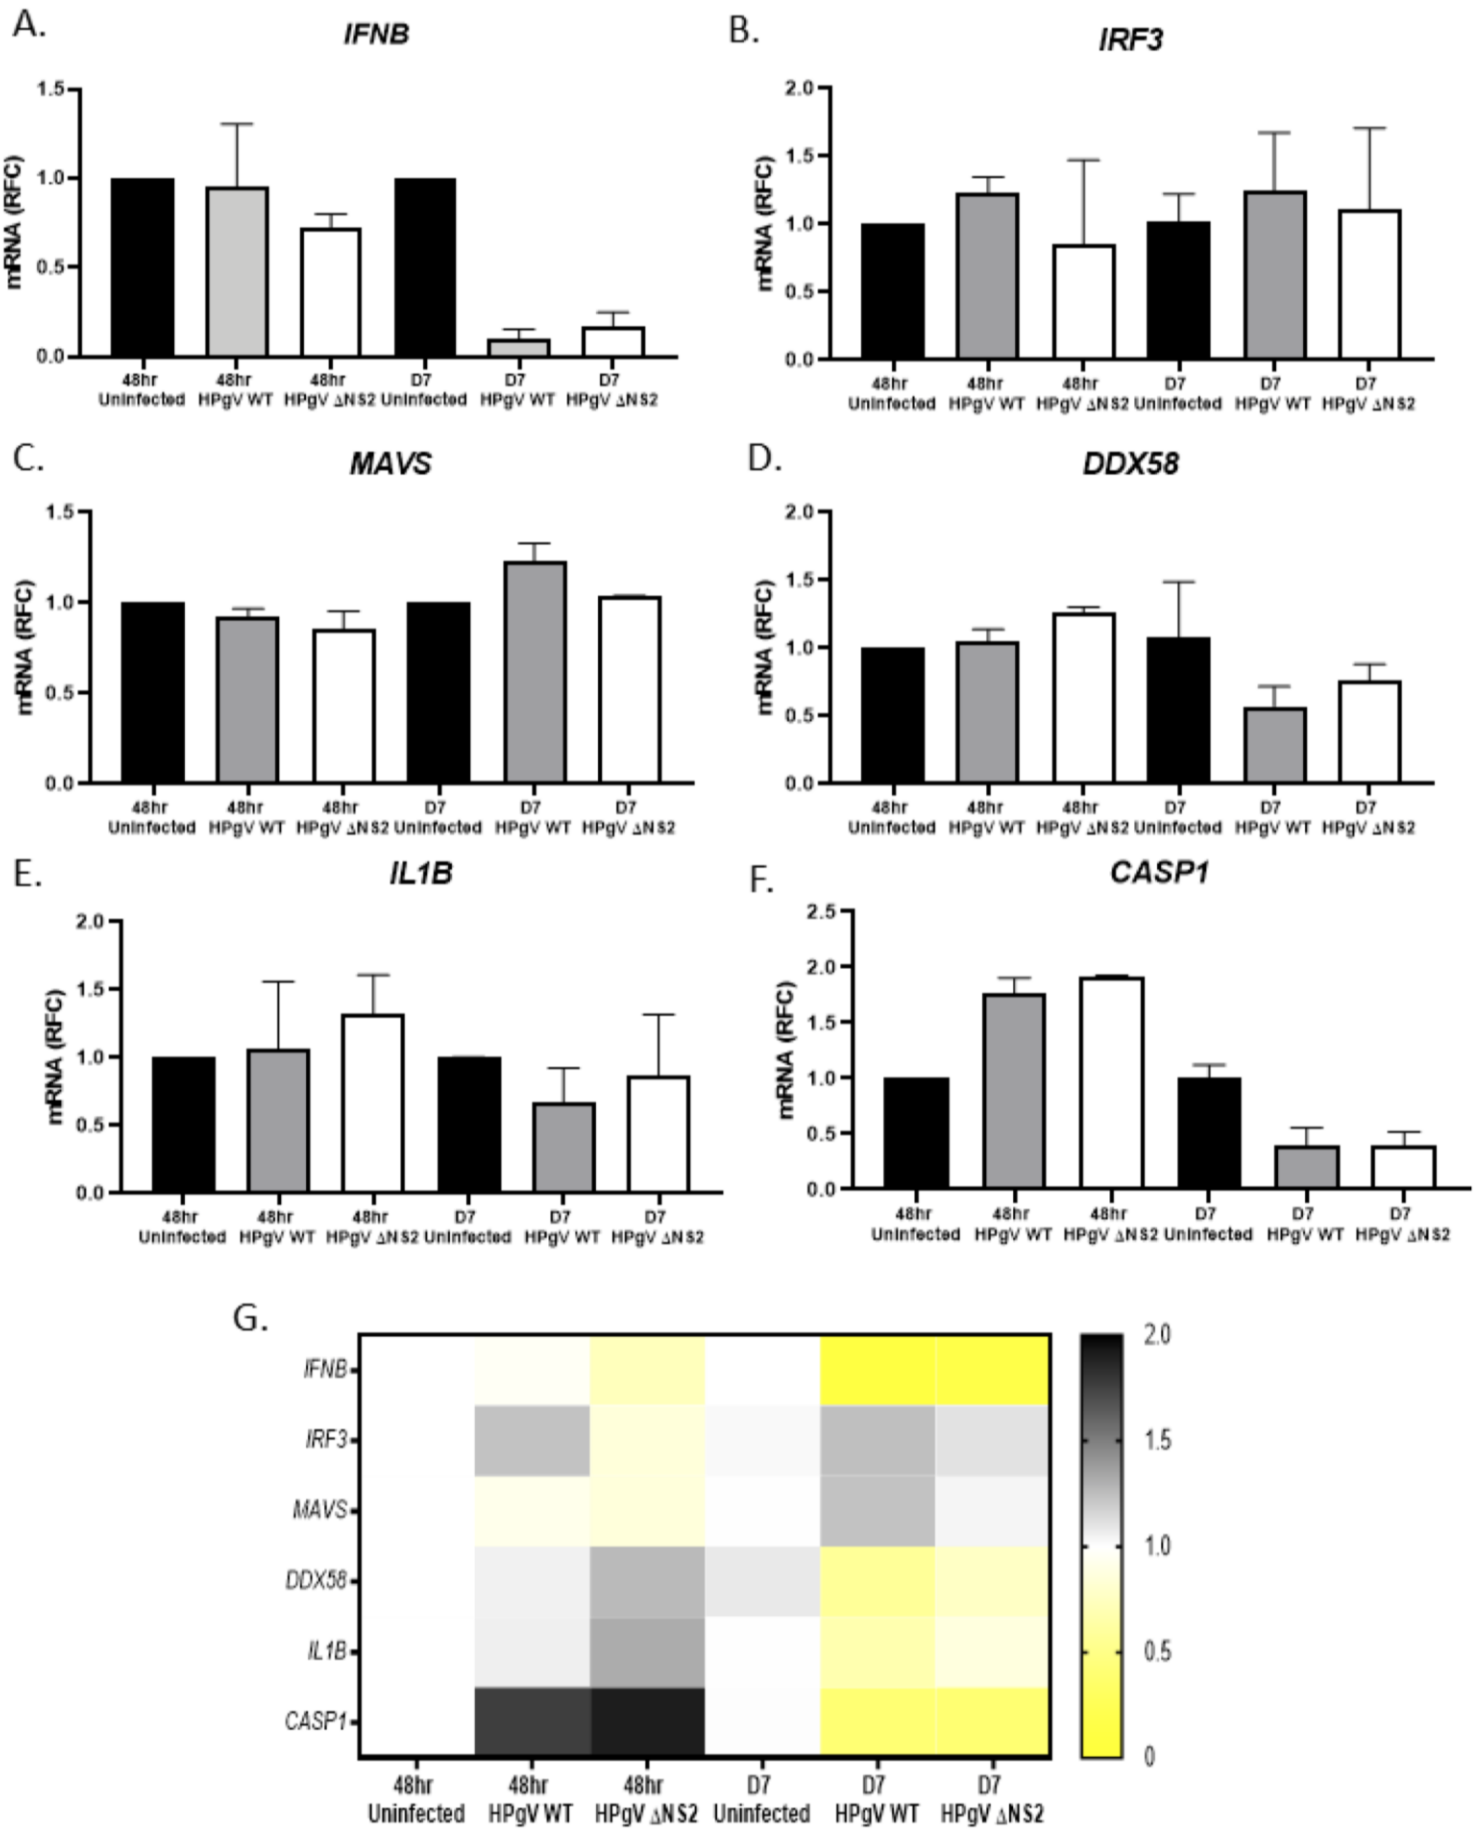 A.
IFNB
mRNA (RFC)
1.5
1.0
0.5
0.0
48hr Uninfected
48hr HPgV WT
48hr HPgV ΔNS2
D7 Uninfected
D7 HPgV WT
D7 HPgV ΔNS2
B.
IRF3
mRNA (RFC)
2.0
1.5
1.0
0.5
0.0
48hr Uninfected
48hr HPgV WT
48hr HPgV ΔNS2
D7 Uninfected
D7 HPgV WT
D7 HPgV ΔNS2
C.
MAVS
mRNA (RFC)
1.5
1.0
0.5
0.0
48hr Uninfected
48hr HPgV WT
48hr HPgV ΔNS2
D7 Uninfected
D7 HPgV WT
D7 HPgV ΔNS2
D.
DDX58
mRNA (RFC)
2.0
1.5
1.0
0.5
0.0
48hr Uninfected
48hr HPgV WT
48hr HPgV ΔNS2
D7 Uninfected
D7 HPgV WT
D7 HPgV ΔNS2
E.
IL1B
mRNA (RFC)
2.0
1.5
1.0
0.5
0.0
48hr Uninfected
48hr HPgV WT
48hr HPgV ΔNS2
D7 Uninfected
D7 HPgV WT
D7 HPgV ΔNS2
F.
CASP1
mRNA (RFC)
2.5
2.0
1.5
1.0
0.5
0.0
48hr Uninfected
48hr HPgV WT
48hr HPgV ΔNS2
D7 Uninfected
D7 HPgV WT
D7 HPgV ΔNS2
G.
IFNB
IRF3
MAVS
DDX58
IL1B
CASP1
48hr Uninfected
48hr HPgV WT
48hr HPgV ΔNS2
D7 Uninfected
D7 HPgV WT
D7 HPgV ΔNS2
2.0
1.5
1.0
0.5
0